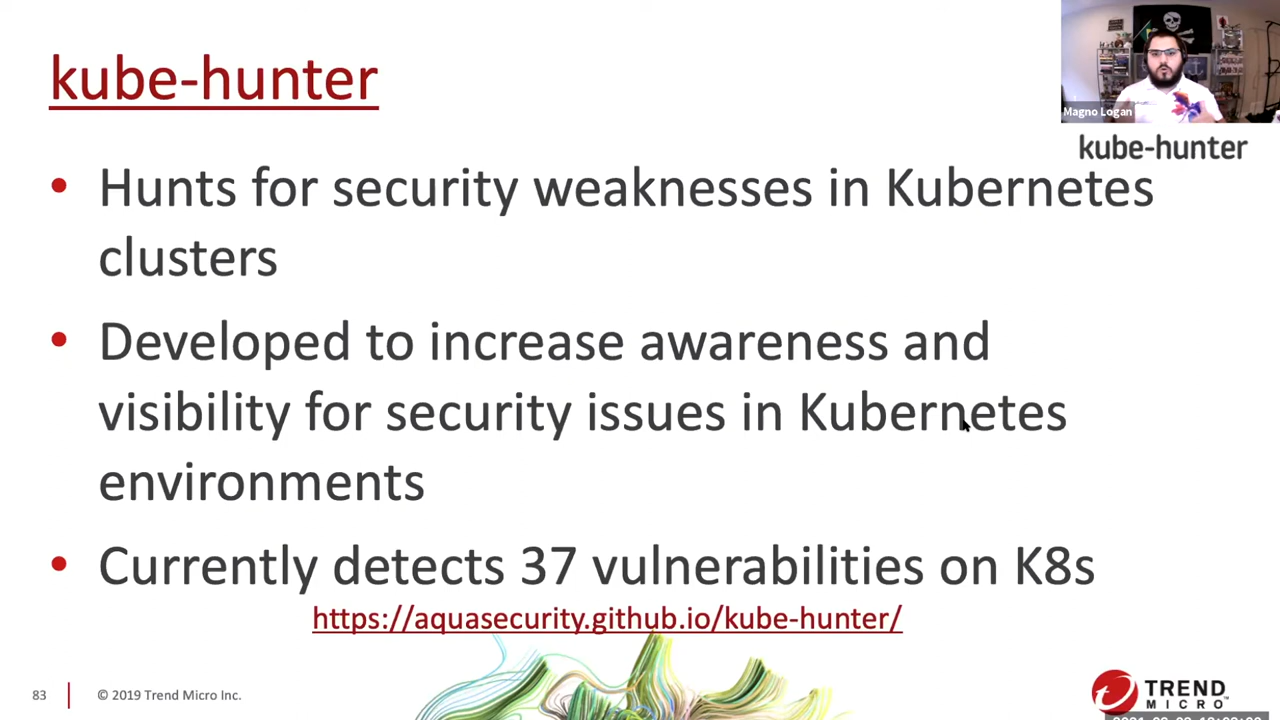 kube-hunter
Magno Logan
kube-hunter
• Hunts for security weaknesses in Kubernetes
clusters
• Developed to increase awareness and
visibility for security issues in Kubernetes
environments
• Currently detects 37 vulnerabilities on K8s
https://aquasecurity.github.io/kube-hunter/
83
© 2019 Trend Micro Inc.
TREND
MICRO™